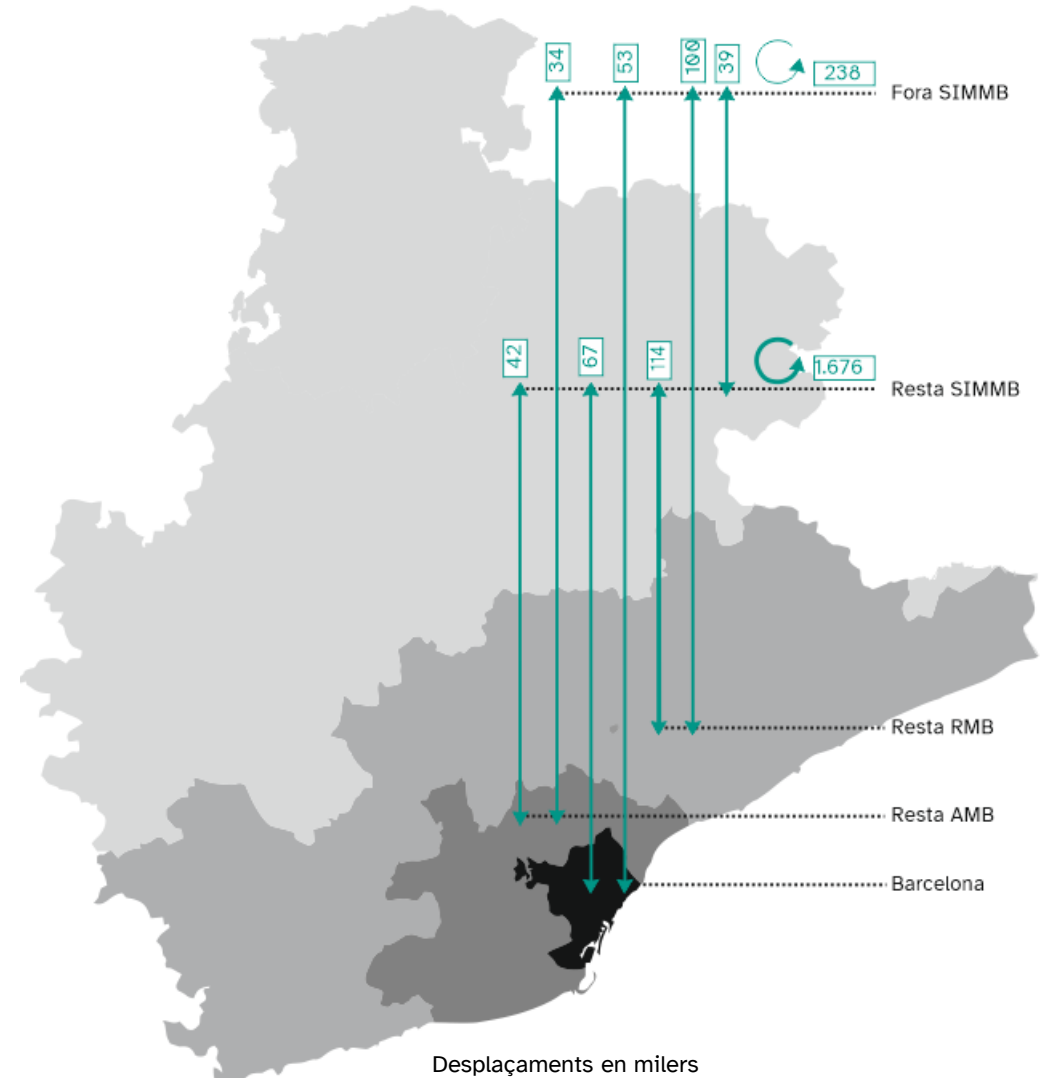 34
53
100
39
238
Fora SIMMB
42
67
114
1.676
Resta SIMMB
Resta RMB
Resta AMB
Barcelona
Desplaçaments en milers